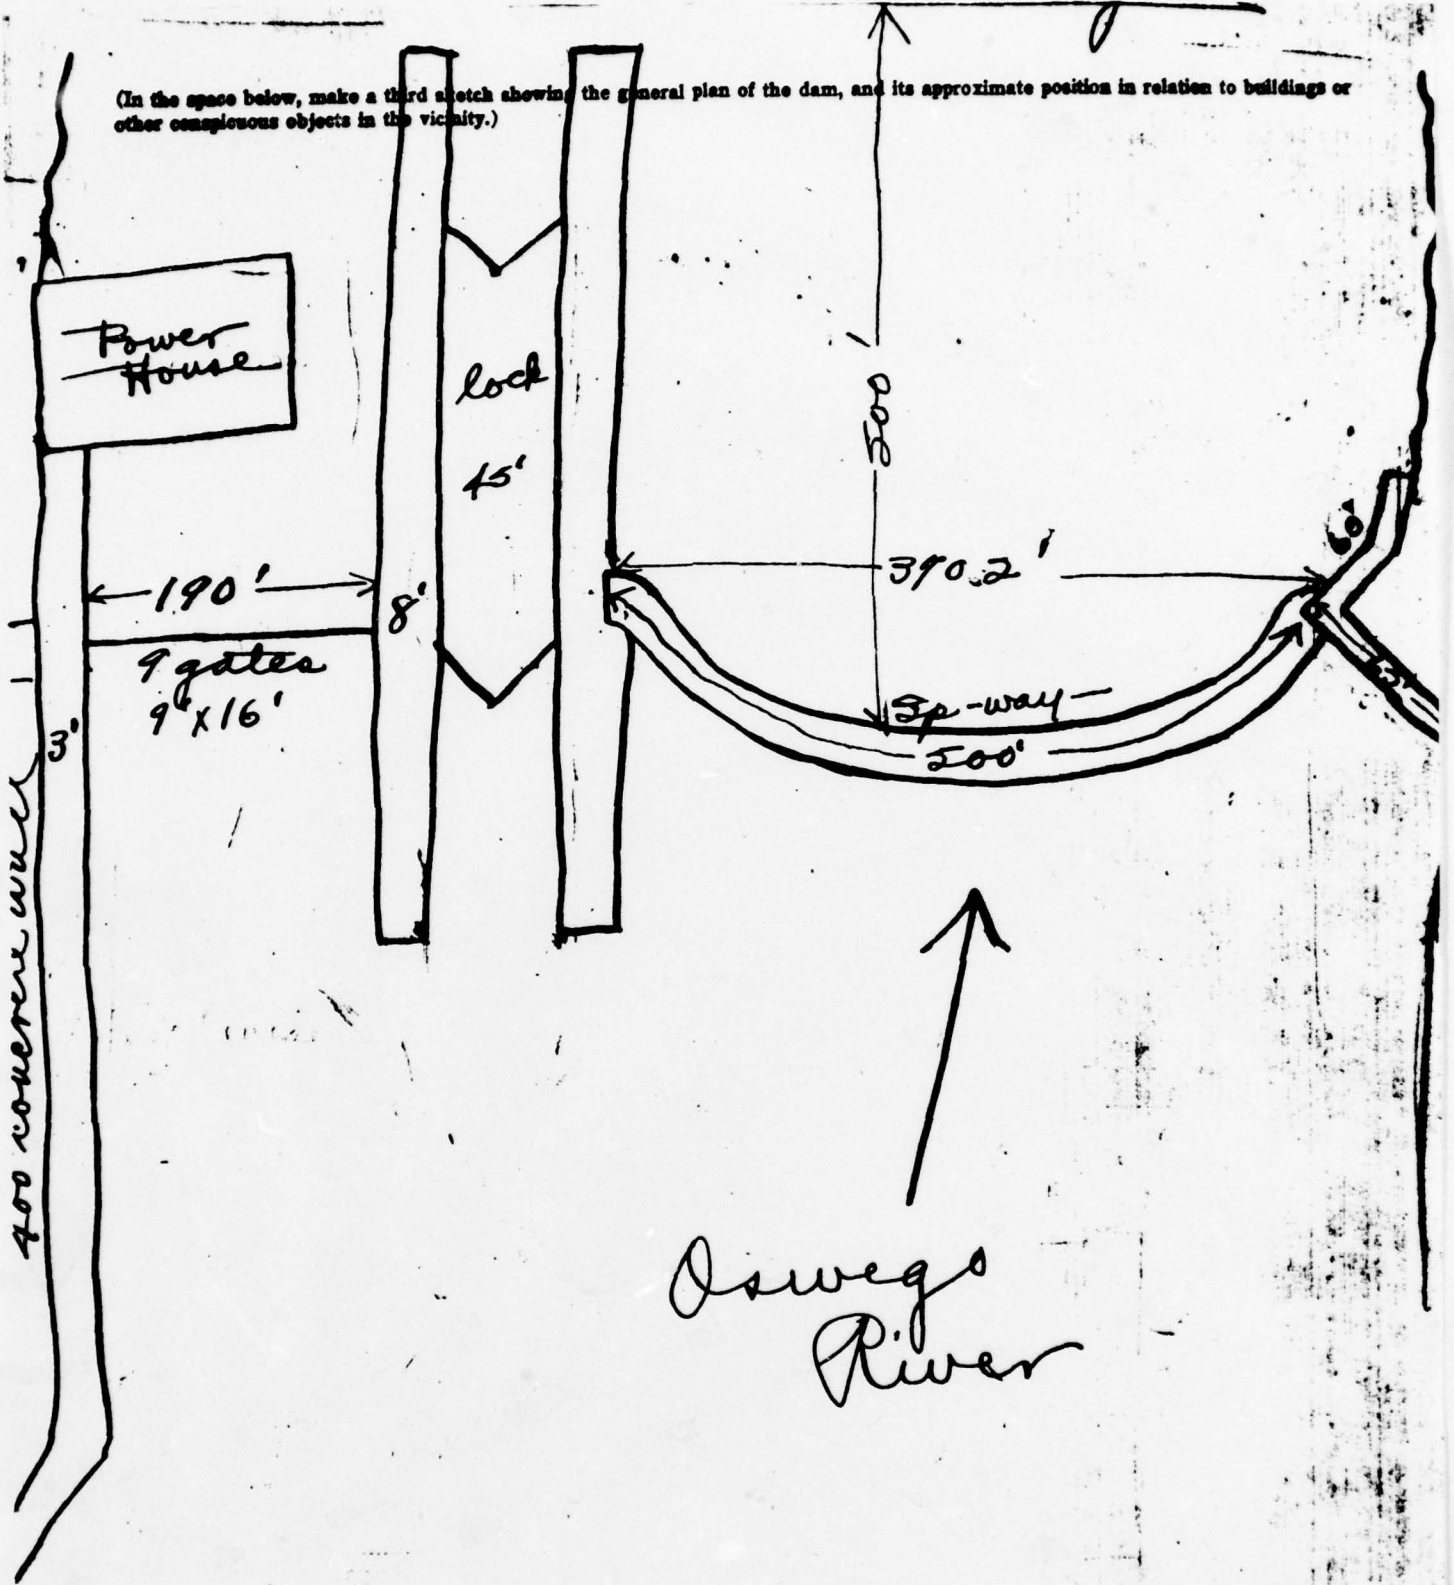 (In the space below, make a third sketch showing the general plan of the dam, and its approximate position in relation to buildings or
other conspicuous objects in the vicinity.)
Power
House
lock
45'
500'
60'
390.2'
190'
8'
9 gates
9' x 16'
3'
Sp-way
500'
400 concrete wall
Oswego
River